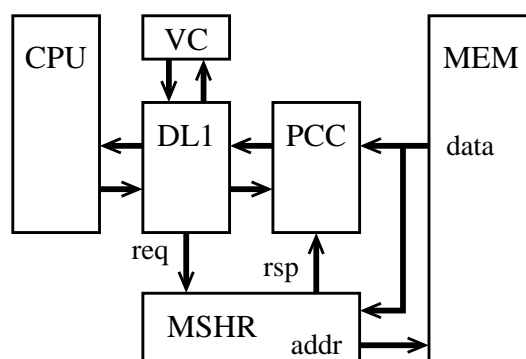 VC
CPU
MEM
DL1
PCC
data
req
rsp
MSHR
addr